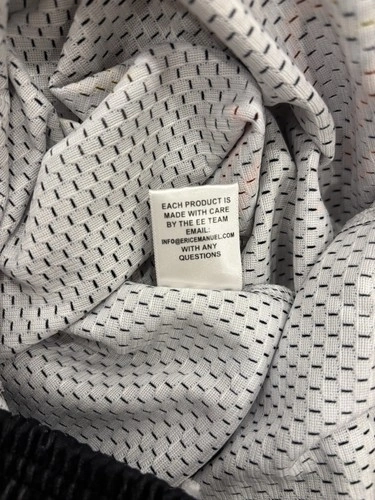 EACH PRODUCT IS
MADE WITH CARE
BY THE EE TEAM
EMAIL:
INFO@ERICEMANUEL.COM
WITH ANY
QUESTIONS